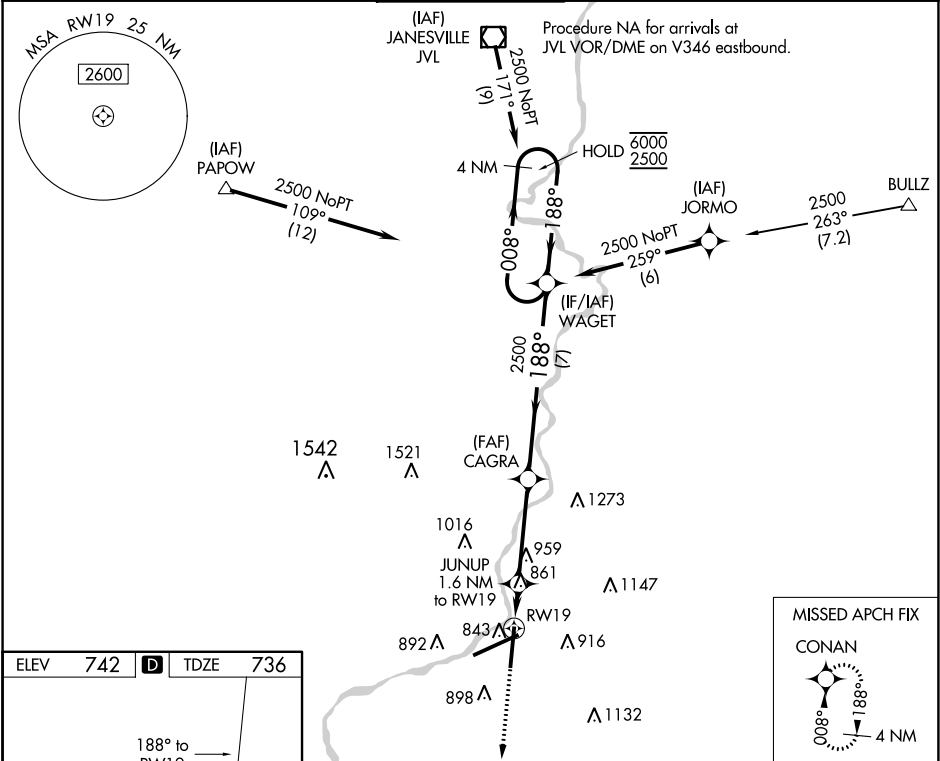 MSA RW19 25 NM
2600
(IAF)
JANESVILLE
JVL
Procedure NA for arrivals at
JVL VOR/DME on V346 eastbound.
2500 NoPT
171°
(9)
(IAF)
PAPOW
2500 NoPT
109°
(12)
4 NM
HOLD
6000
2500
008°
188°
(IAF)
JORMO
2500 NoPT
259°
(6)
BULLZ
2500
263°
(7.2)
(IF/IAF)
WAGET
2500
188°
(7)
1542
1521
(FAF)
CAGRA
1273
1016
959
JUNUP
1.6 NM
to RW19
861
1147
RW19
892
843
916
898
1132
MISSED APCH FIX
CONAN
008°
188°
4 NM
ELEV 742 D TDZE 736
188° to